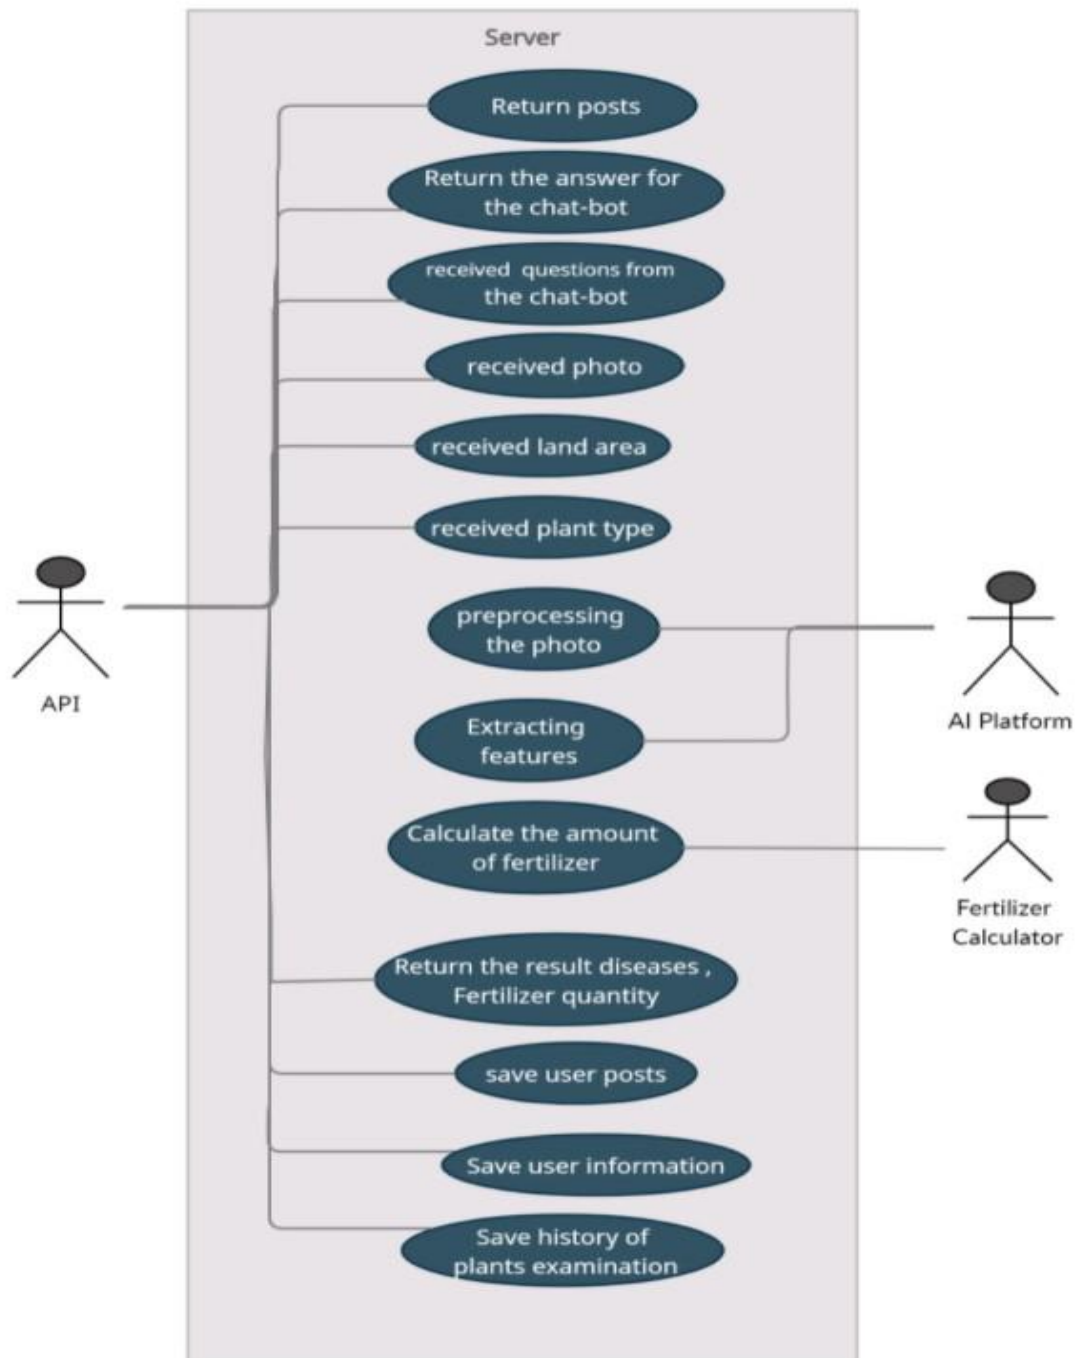 Server
Return posts
Return the answer for
the chat-bot
received questions from
the chat-bot
received photo
received land area
received plant type
preprocessing
the photo
Extracting
features
Calculate the amount
of fertilizer
Return the result diseases ,
Fertilizer quantity
save user posts
Save user information
Save history of
plants examination
API
AI Platform
Fertilizer
Calculator